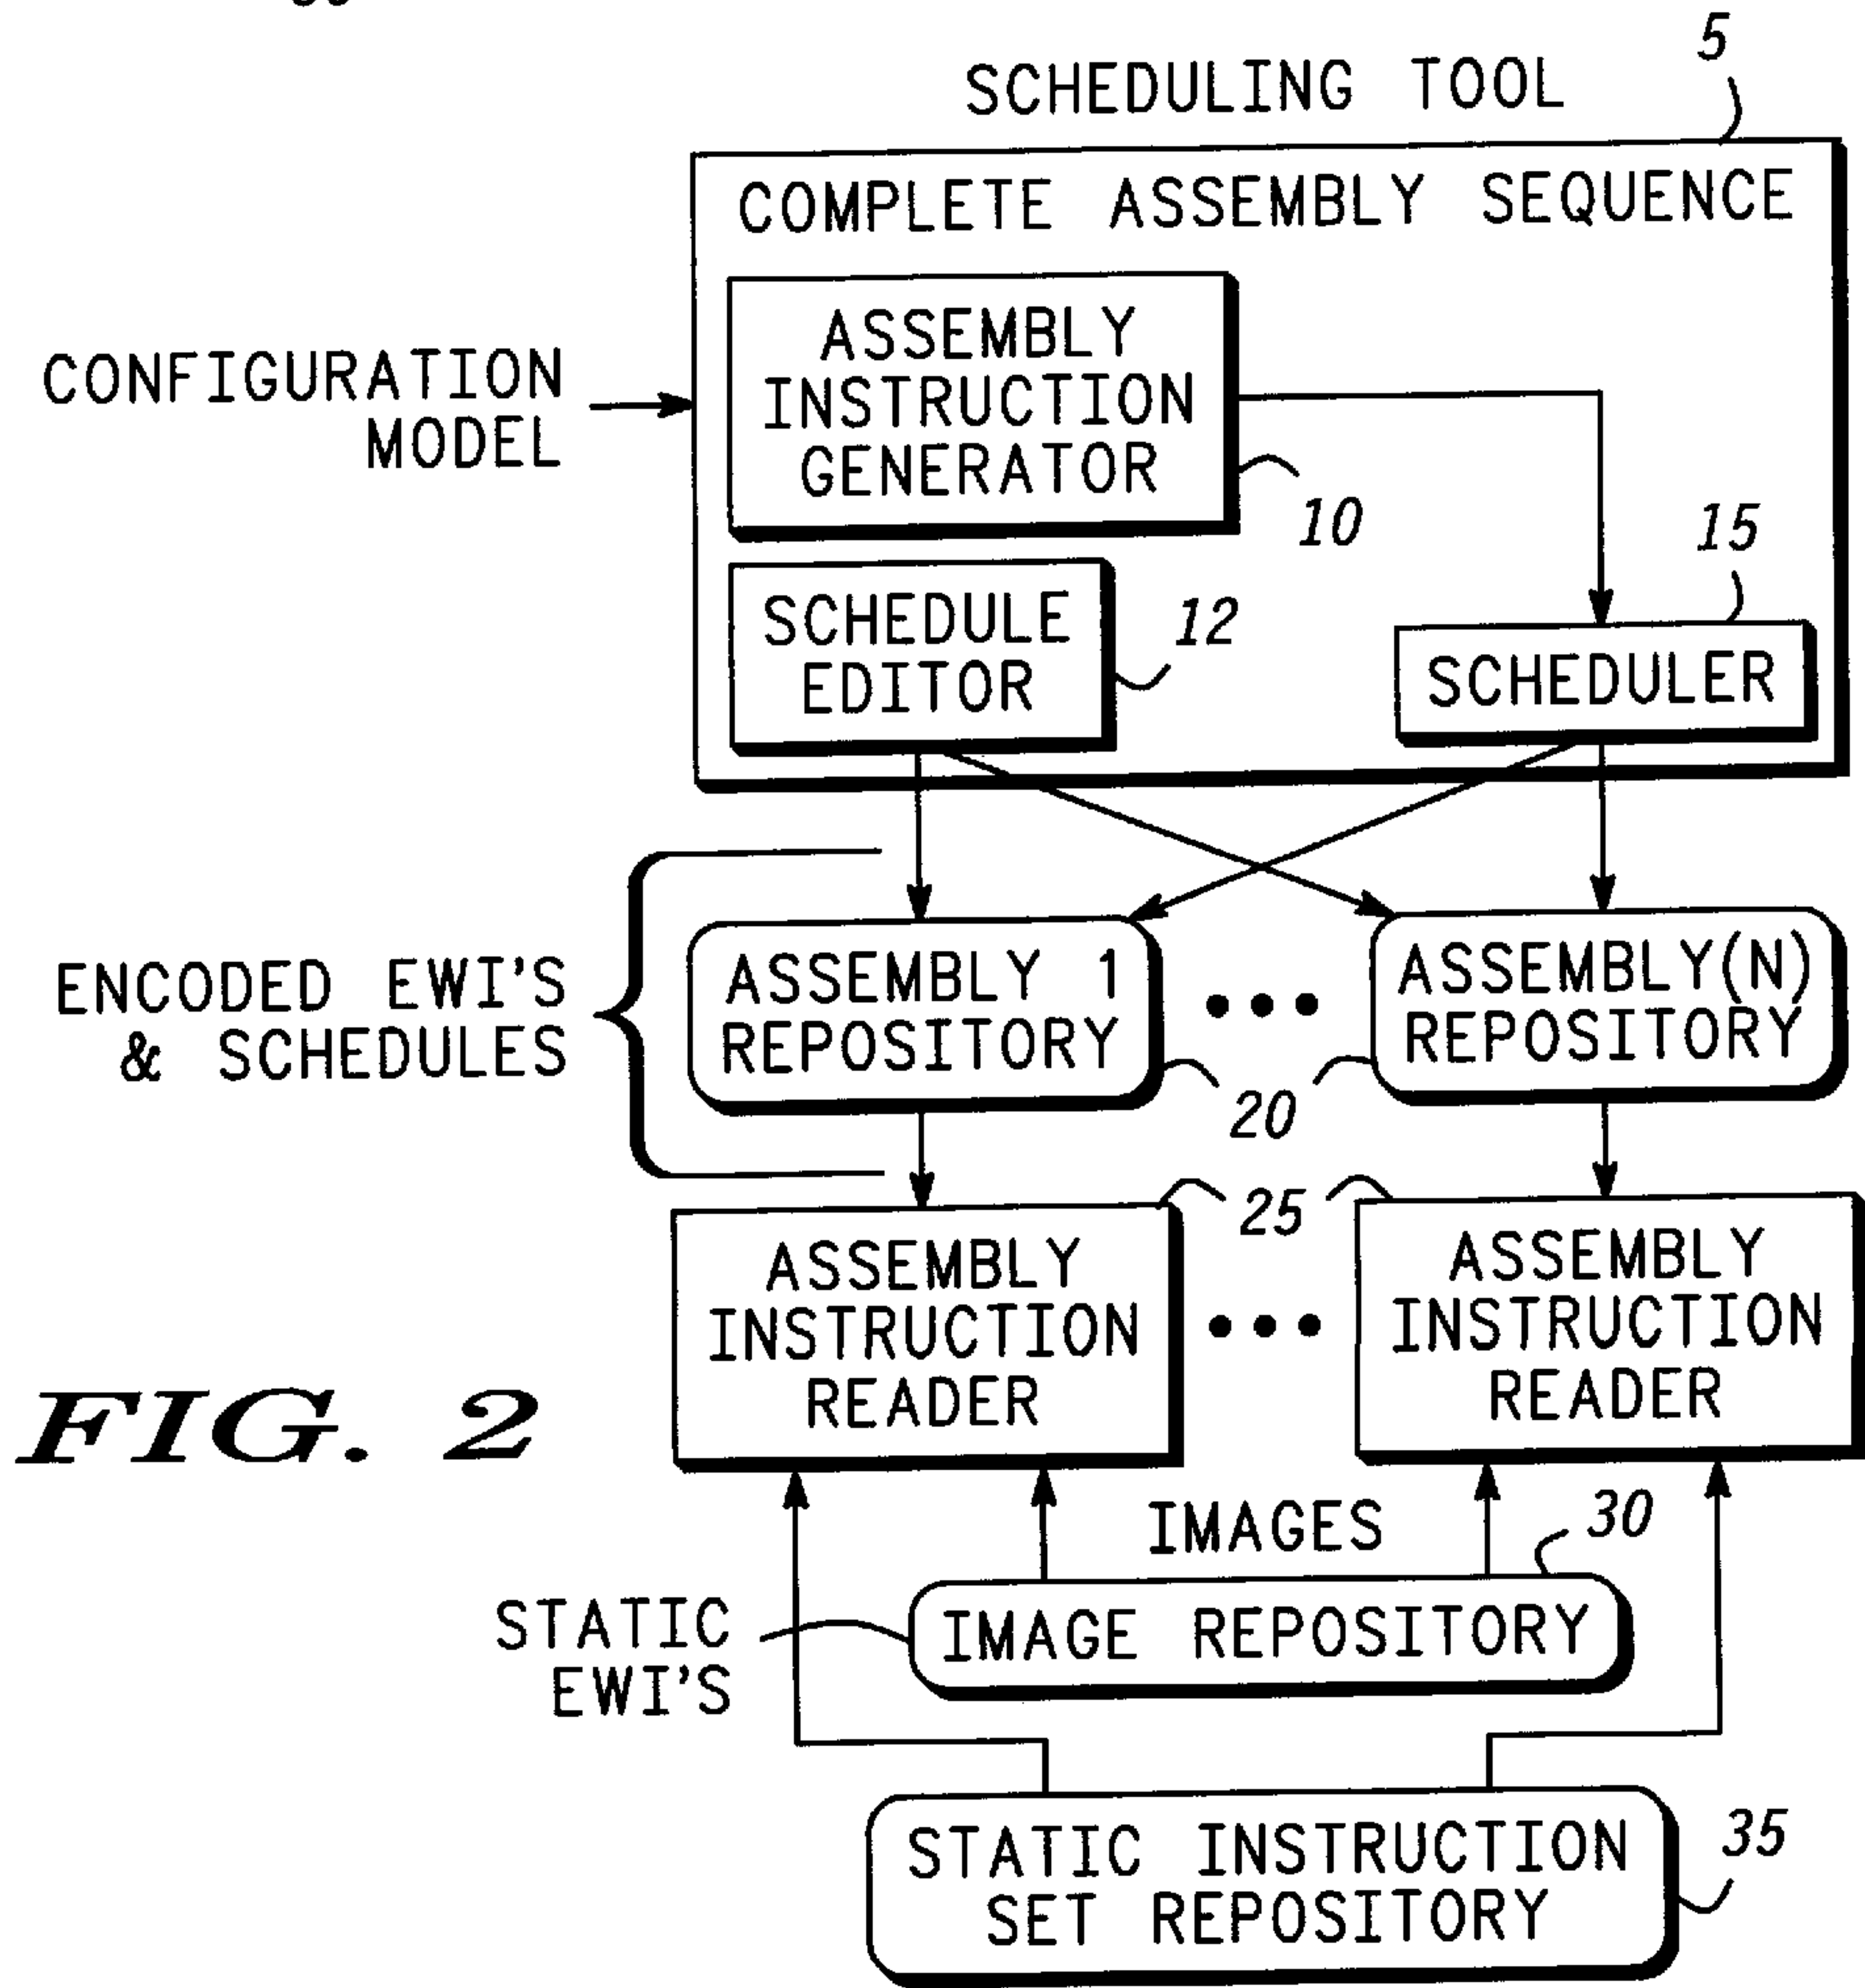 5
SCHEDULING TOOL
COMPLETE ASSEMBLY SEQUENCE
ASSEMBLY
INSTRUCTION
GENERATOR
10
CONFIGURATION
MODEL
15
SCHEDULE
EDITOR
12
SCHEDULER
ENCODED EWI'S
& SCHEDULES
ASSEMBLY 1
REPOSITORY
ASSEMBLY(N)
REPOSITORY
20
25
ASSEMBLY
INSTRUCTION
READER
ASSEMBLY
INSTRUCTION
READER
FIG. 2
IMAGES
30
STATIC
EWI'S
IMAGE REPOSITORY
STATIC INSTRUCTION
SET REPOSITORY
35